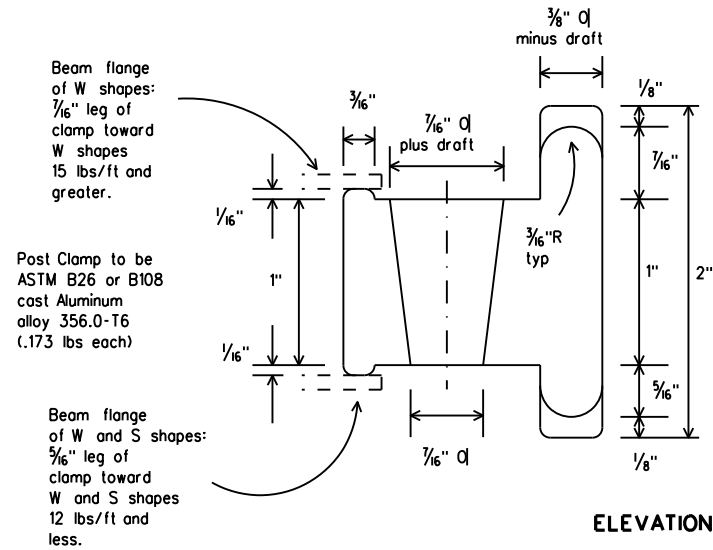 Beam flange
of W shapes:
7/16" leg of
clamp toward
W shapes
15 lbs/ft and
greater.
3/16"
7/16" O|
plus draft
3/8" O|
minus draft
1/8"
7/16"
1"
2"
5/16"
1/8"
3/16"R
typ
1/16"
1"
1/16"
Post Clamp to be
ASTM B26 or B108
cast Aluminum
alloy 356.0-T6
(.173 lbs each)
Beam flange
of W and S shapes:
5/16" leg of
clamp toward
W and S shapes
12 lbs/ft and
less.
7/16" O|
ELEVATION